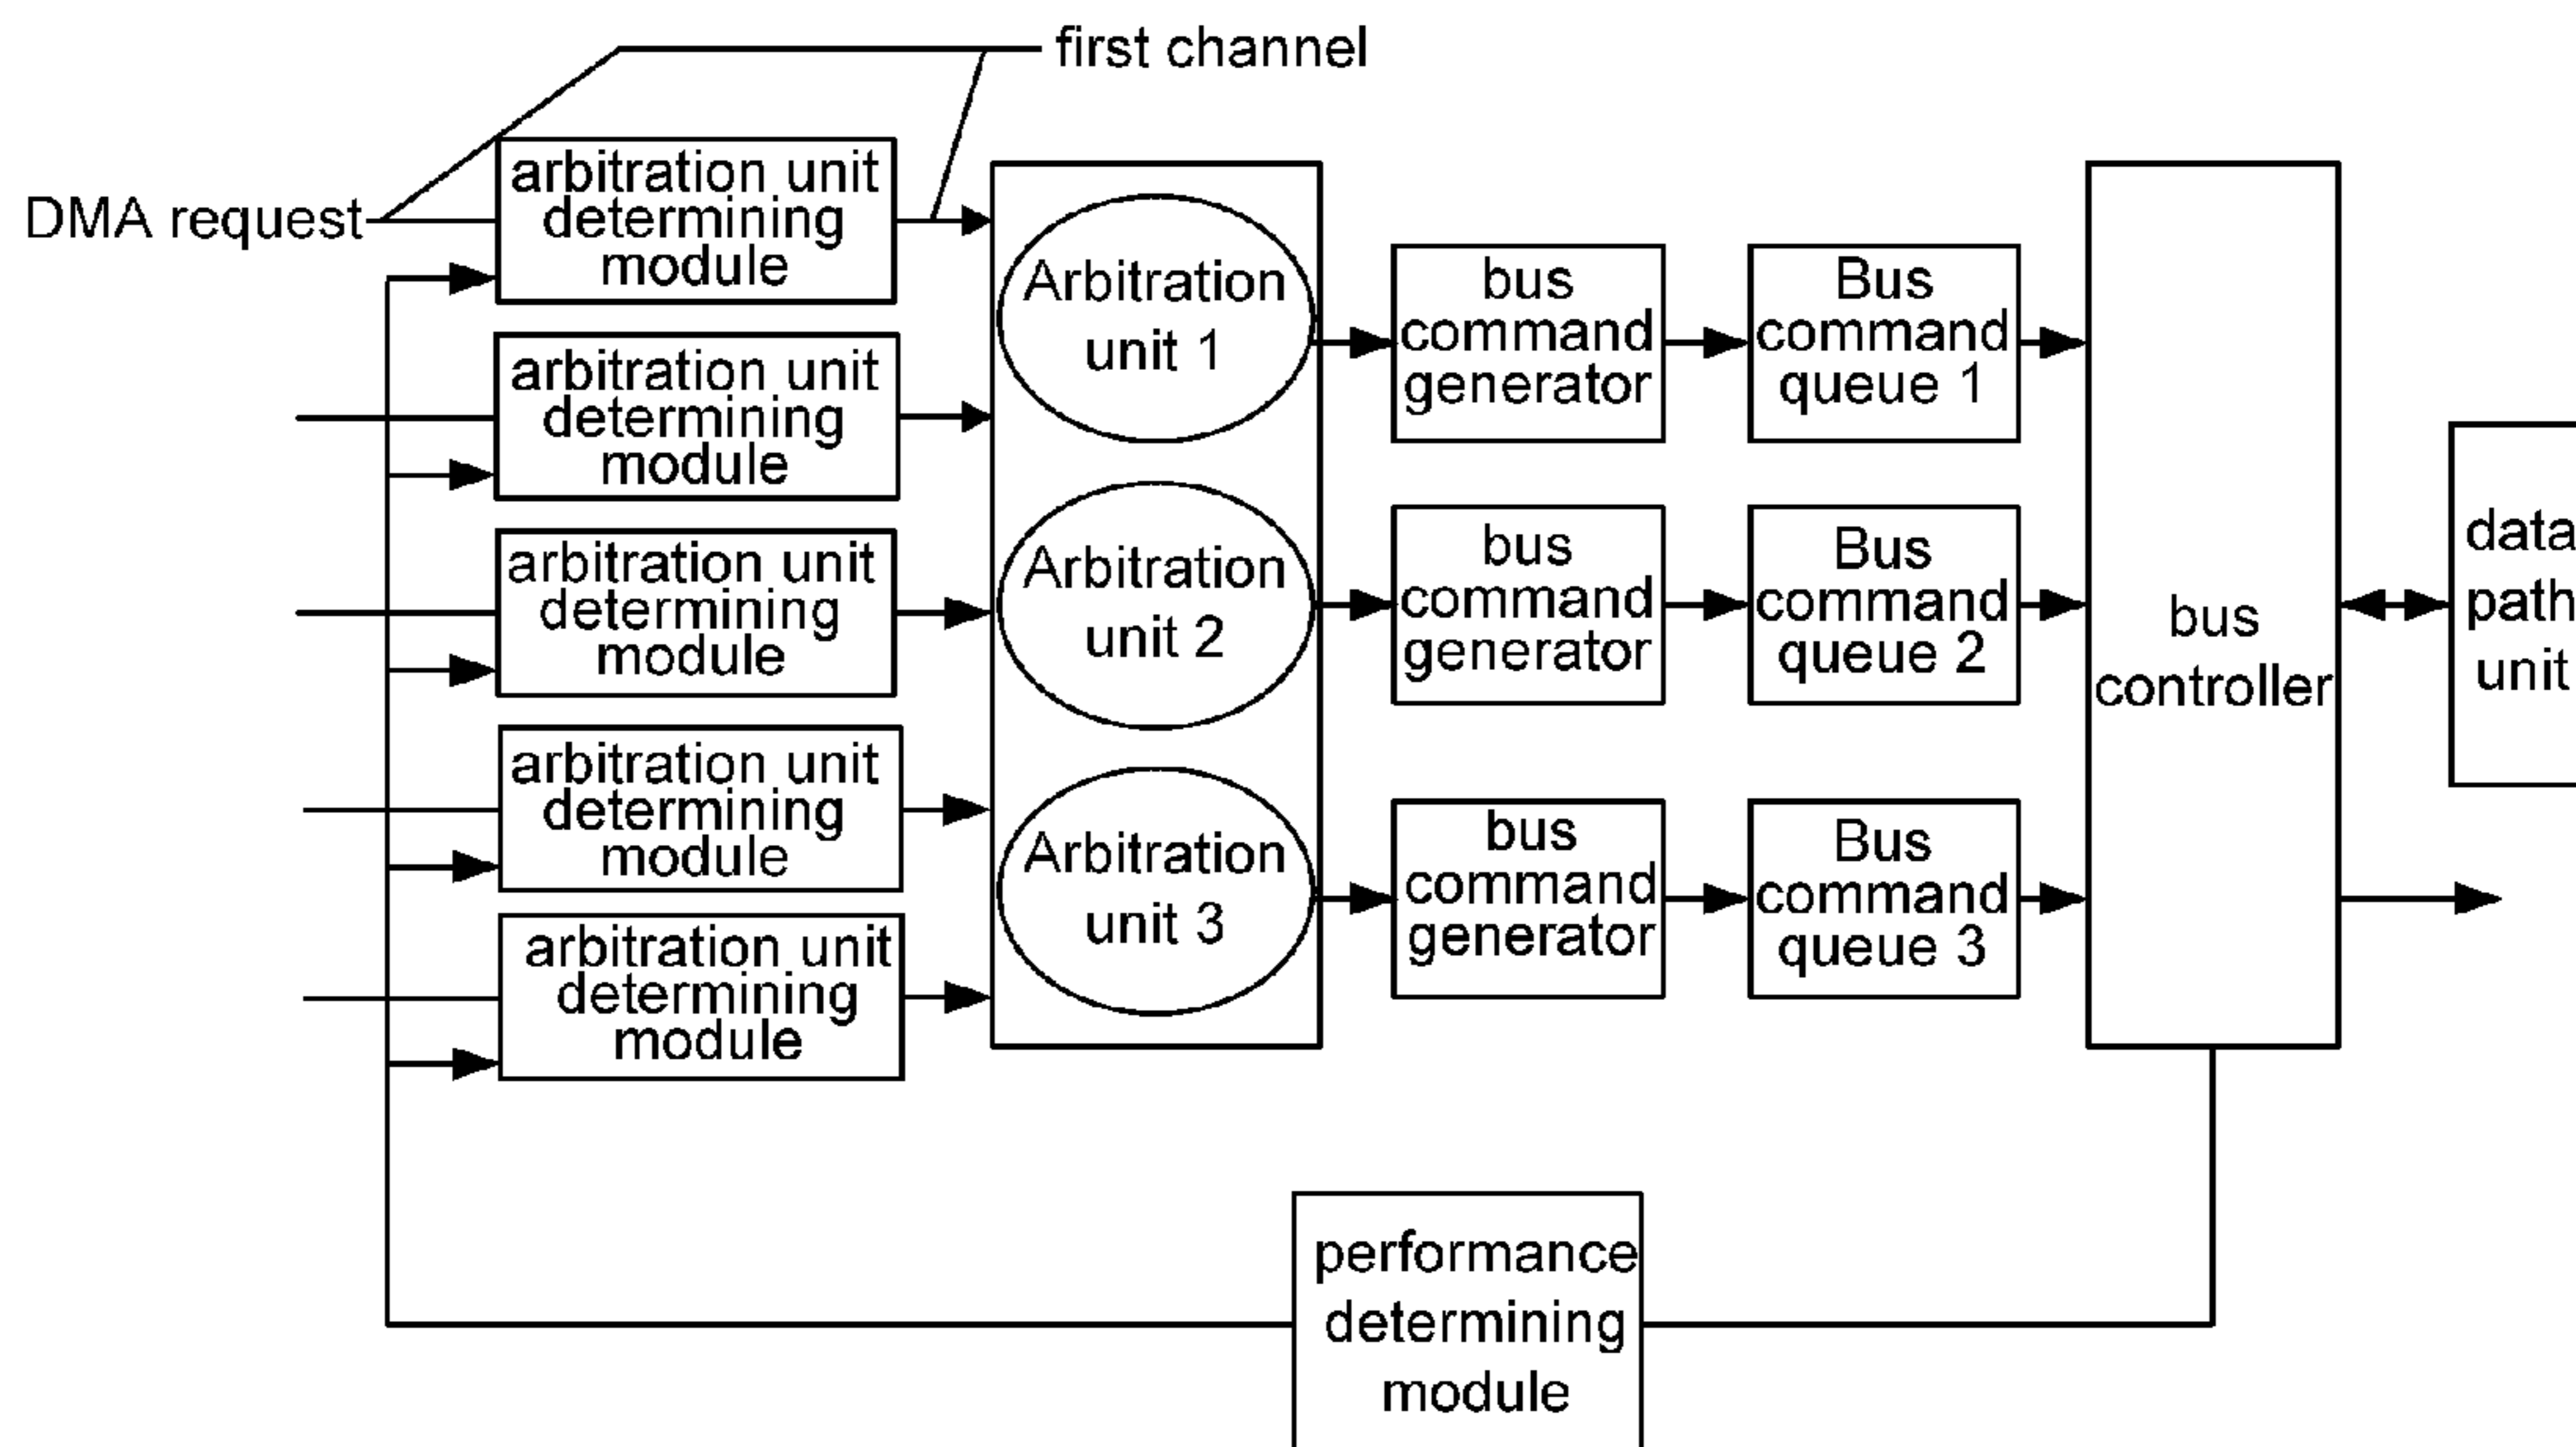 first channel
DMA request
arbitration unit
determining
module
arbitration unit
determining
module
arbitration unit
determining
module
arbitration unit
determining
module
arbitration unit
determining
module
Arbitration
unit 1
Arbitration
unit 2
Arbitration
unit 3
bus
command
generator
bus
command
generator
bus
command
generator
Bus
command
queue 1
Bus
command
queue 2
Bus
command
queue 3
bus
controller
data
path
unit
performance
determining
module